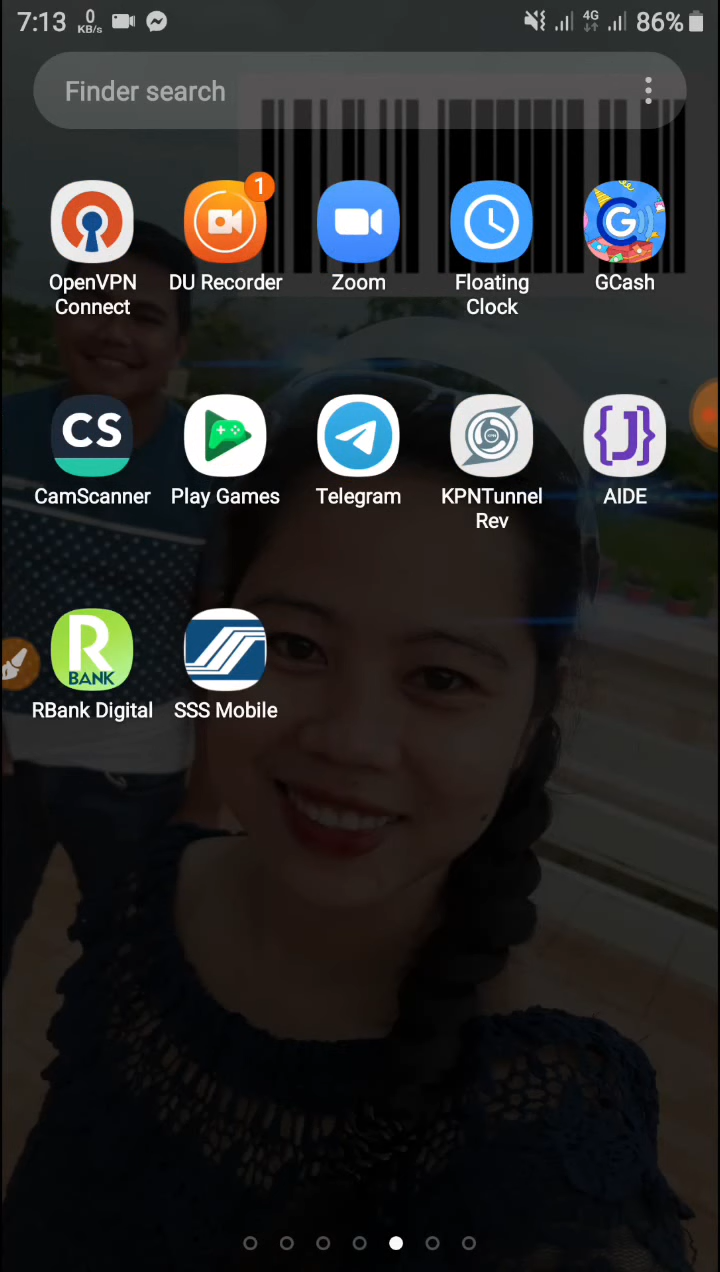 7:13 0 KB/s 4G 86%
Finder search
1
OpenVPN Connect
DU Recorder
Zoom
Floating Clock
G
GCash
CS
CamScanner
Play Games
Telegram
KPNTunnel Rev
{J}
AIDE
R
BANK
RBank Digital
SSS Mobile